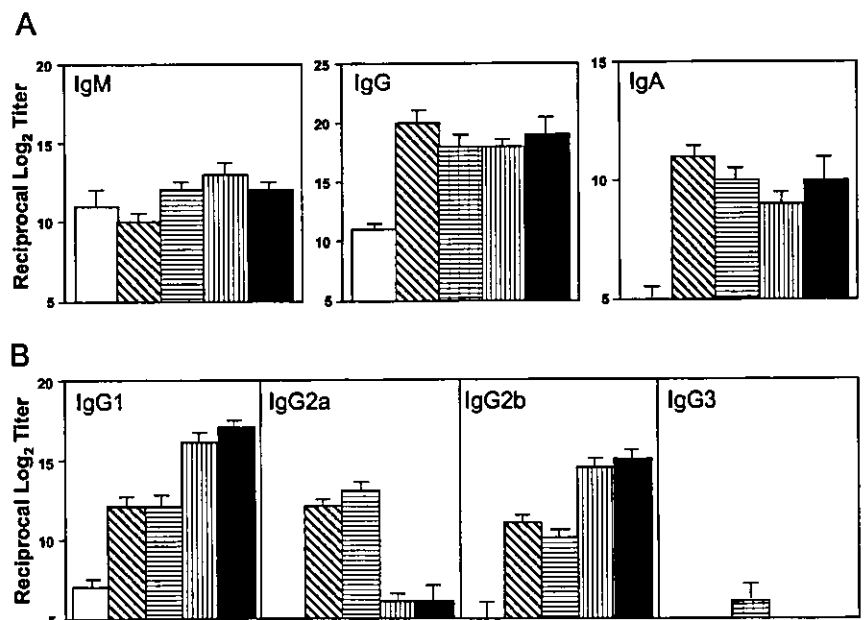 A
IgM
IgG
IgA
Reciprocal Log₂ Titer
20
15
10
5
25
20
15
10
5
15
10
5
B
IgG1
IgG2a
IgG2b
IgG3
Reciprocal Log₂ Titer
20
15
10
5